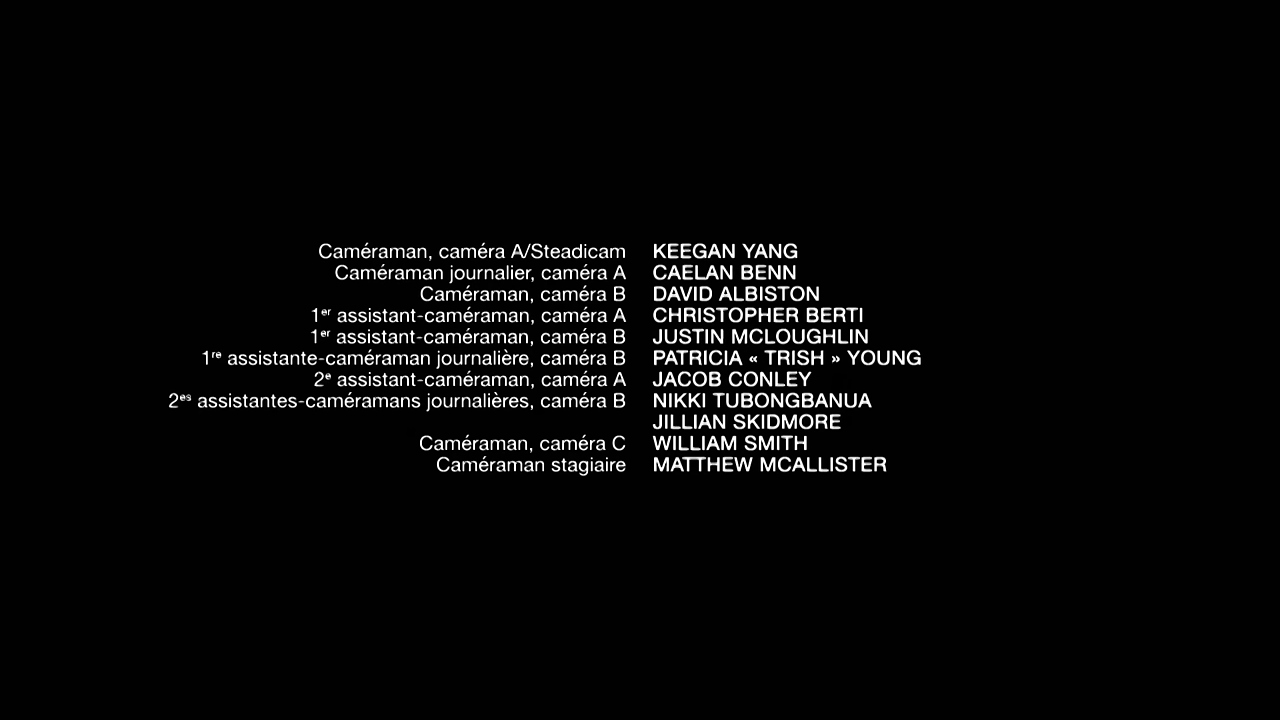 Caméraman, caméra A/Steadicam KEEGAN YANG
Caméraman journalier, caméra A CAELAN BENN
Caméraman, caméra B DAVID ALBISTON
1er assistant-caméraman, caméra A CHRISTOPHER BERTI
1er assistant-caméraman, caméra B JUSTIN MCLOUGHLIN
1re assistante-caméraman journalière, caméra B PATRICIA « TRISH » YOUNG
2e assistant-caméraman, caméra A JACOB CONLEY
2es assistantes-caméramans journalières, caméra B NIKKI TUBONGBANUA
JILLIAN SKIDMORE
Caméraman, caméra C WILLIAM SMITH
Caméraman stagiaire MATTHEW MCALLISTER